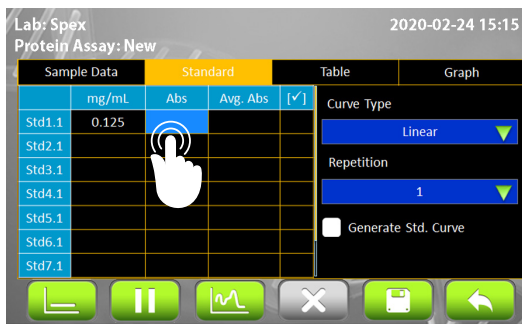 Lab: Spex 2020-02-24 15:15
Protein Assay: New
Sample Data Standard Table Graph
mg/mL Abs Avg. Abs [✓]
Std1.1 0.125
Std2.1
Std3.1
Std4.1
Std5.1
Std6.1
Std7.1
Curve Type
Linear
Repetition
1
Generate Std. Curve